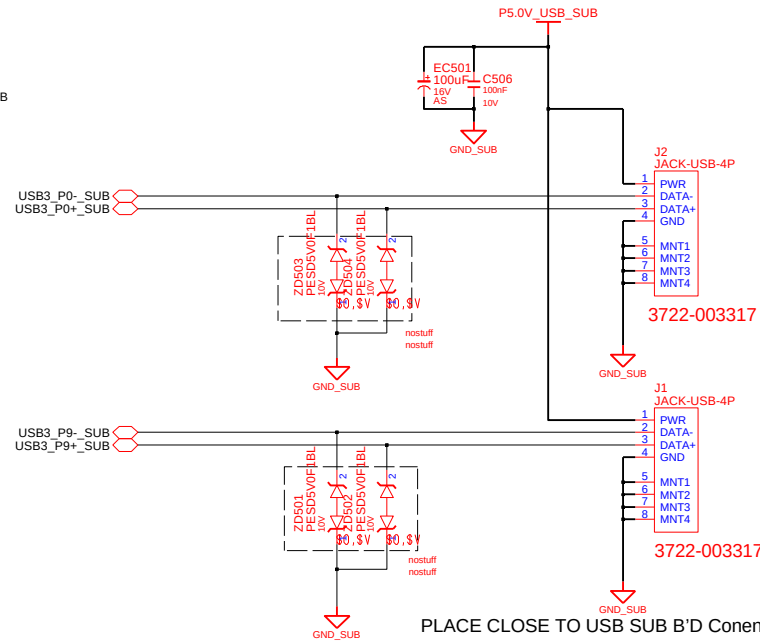 P5.0V_USB_SUB
EC501
100uF
16V
AS
C506
100nF
10V
GND_SUB
B
J2
JACK-USB-4P
1 PWR
2 DATA-
3 DATA+
4 GND
5 MNT1
6 MNT2
7 MNT3
8 MNT4
3722-003317
GND_SUB
USB3_P0-_SUB
USB3_P0+_SUB
ZD503
PESD5V0F1BL
10V
2
ZD504
PESD5V0F1BL
10V
2
nostuff
nostuff
GND_SUB
J1
JACK-USB-4P
1 PWR
2 DATA-
3 DATA+
4 GND
5 MNT1
6 MNT2
7 MNT3
8 MNT4
3722-003317
GND_SUB
USB3_P9-_SUB
USB3_P9+_SUB
ZD501
PESD5V0F1BL
10V
2
ZD502
PESD5V0F1BL
10V
2
nostuff
nostuff
GND_SUB
PLACE CLOSE TO USB SUB B'D Conen